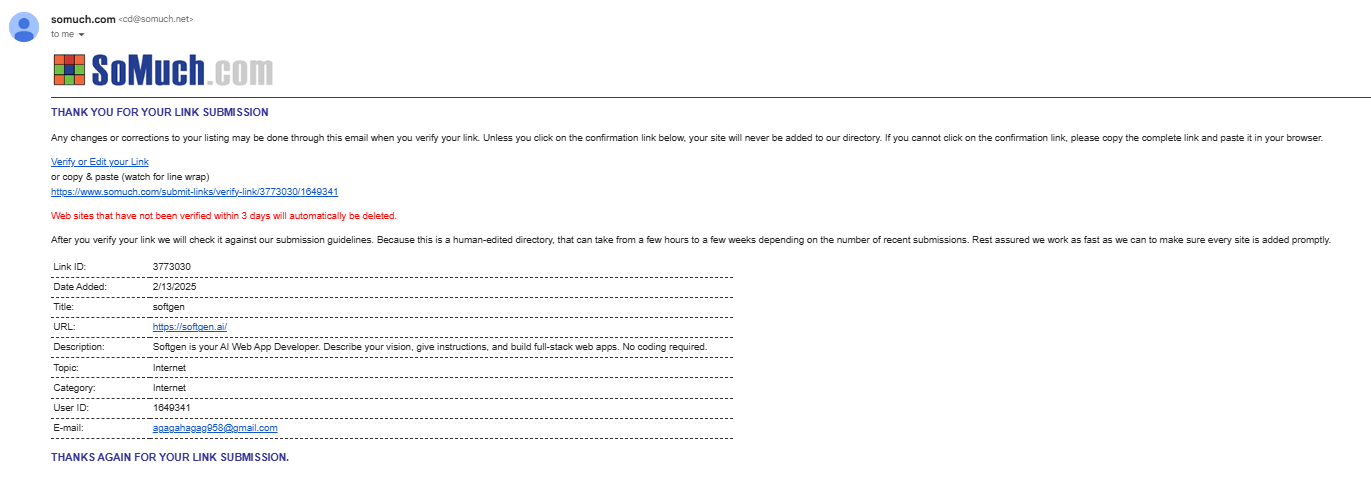 somuch.com <cd@somuch.net>
to me
SoMuch.com
THANK YOU FOR YOUR LINK SUBMISSION
Any changes or corrections to your listing may be done through this email when you verify your link. Unless you click on the confirmation link below, your site will never be added to our directory. If you cannot click on the confirmation link, please copy the complete link and paste it in your browser.
Verify or Edit your Link
or copy & paste (watch for line wrap)
https://www.somuch.com/submit-links/verify-link/3773030/1649341
Web sites that have not been verified within 3 days will automatically be deleted.
After you verify your link we will check it against our submission guidelines. Because this is a human-edited directory, that can take from a few hours to a few weeks depending on the number of recent submissions. Rest assured we work as fast as we can to make sure every site is added promptly.
Link ID: 3773030
Date Added: 2/13/2025
Title: softgen
URL: https://softgen.ai/
Description: Softgen is your AI Web App Developer. Describe your vision, give instructions, and build full-stack web apps. No coding required.
Topic: Internet
Category: Internet
User ID: 1649341
E-mail: agagahagag958@gmail.com
THANKS AGAIN FOR YOUR LINK SUBMISSION.